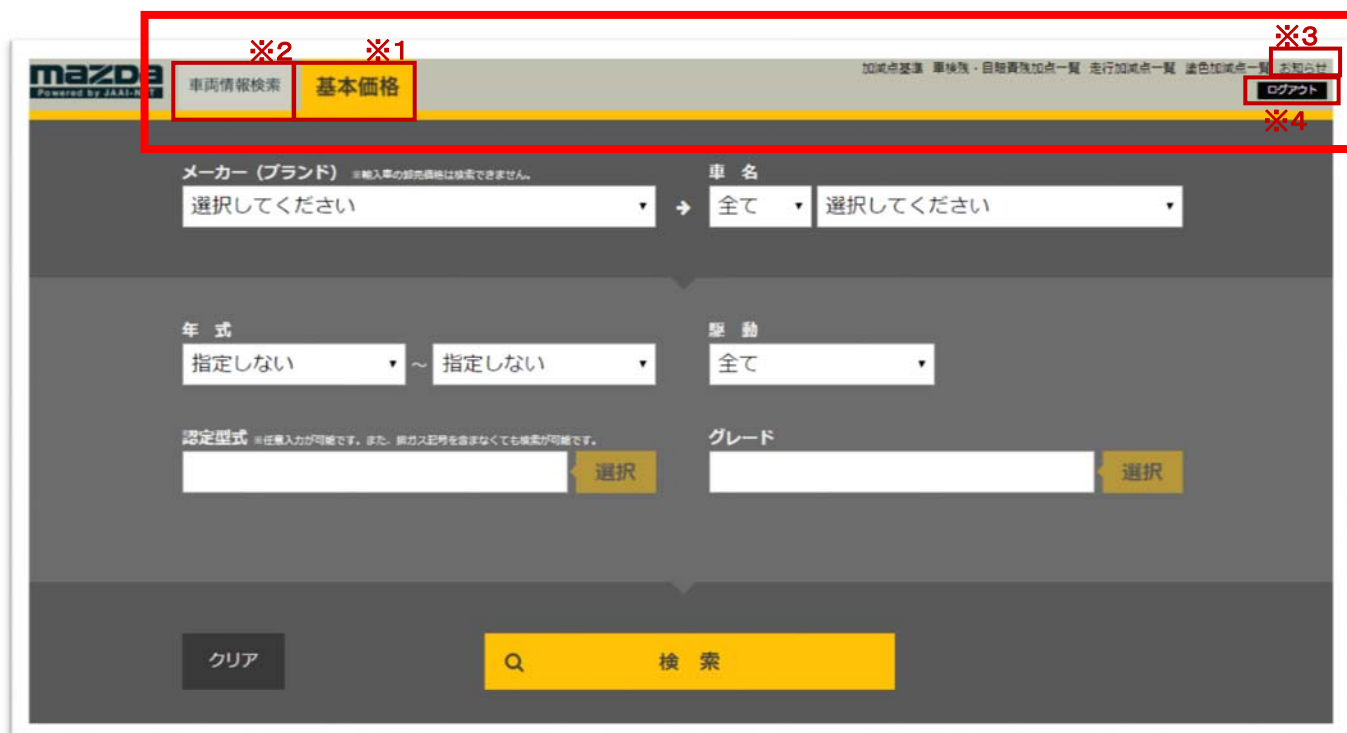 ※2 ※1 ※3
mazda
Powered by JAAI-NET
車両情報検索 基本価格
加減点基準 車検残・自賠責残加点一覧 走行加減点一覧 塗色加減点一覧 お知らせ
ログアウト
※4
メーカー（ブランド） ※輸入車の卸売価格は検索できません。 車 名
選択してください 全て 選択してください
年 式 駆 動
指定しない ～ 指定しない 全て
認定型式 ※任意入力が可能です。また、排ガス記号を含まなくても検索が可能です。 グレード
選択 選択
クリア 検 索